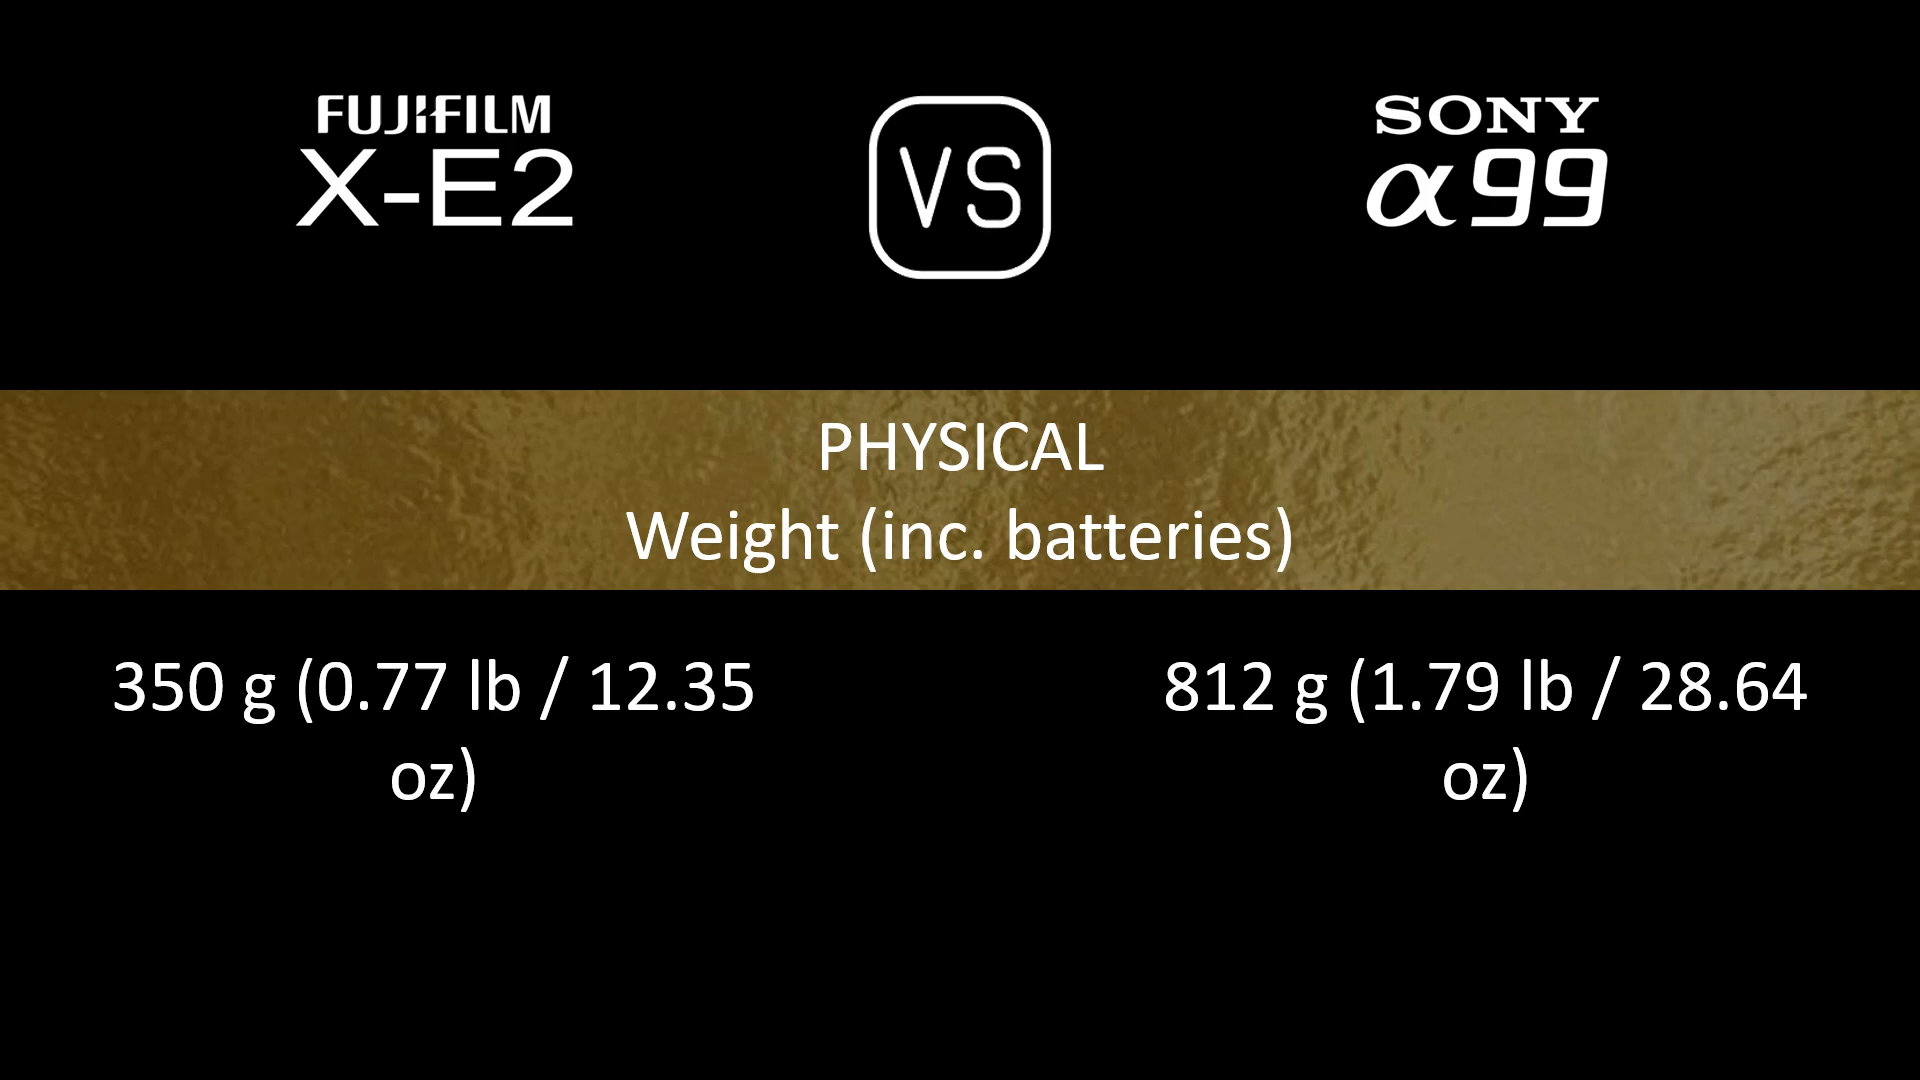 FUJIFILM
X-E2
VS
SONY
α99
PHYSICAL
Weight (inc. batteries)
350 g (0.77 lb / 12.35
oz)
812 g (1.79 lb / 28.64
oz)